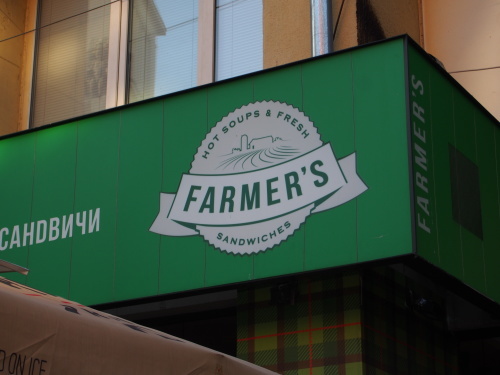 HOT SOUPS & FRESH
FARMER'S
SANDWICHES
САНДВИЧИ
FARMER'S
ON ICE